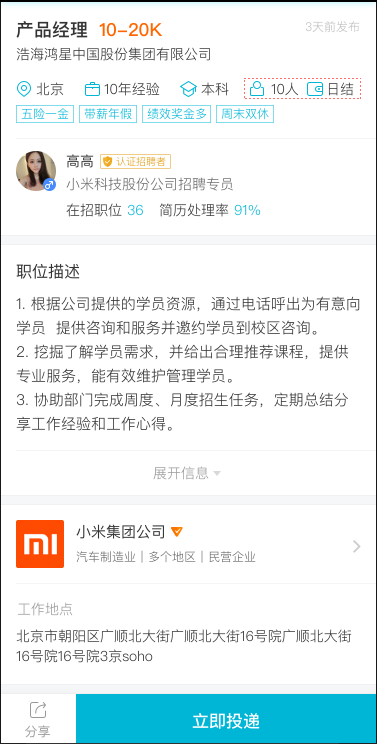 产品经理 10-20K 3天前发布
浩海鸿星中国股份集团有限公司
北京 10年经验 本科 10人 日结
五险一金 带薪年假 绩效奖金多 周末双休
高高 认证招聘者
小米科技股份公司招聘专员
在招职位 36 简历处理率 91%
职位描述
1. 根据公司提供的学员资源，通过电话呼出为有意向
学员 提供咨询和服务并邀约学员到校区咨询。
2. 挖掘了解学员需求，并给出合理推荐课程，提供
专业服务，能有效维护管理学员。
3. 协助部门完成周度、月度招生任务，定期总结分
享工作经验和工作心得。
展开信息
小米集团公司
汽车制造业｜多个地区｜民营企业
工作地点
北京市朝阳区广顺北大街广顺北大街16号院广顺北大街
16号院16号院3京soho
分享 立即投递